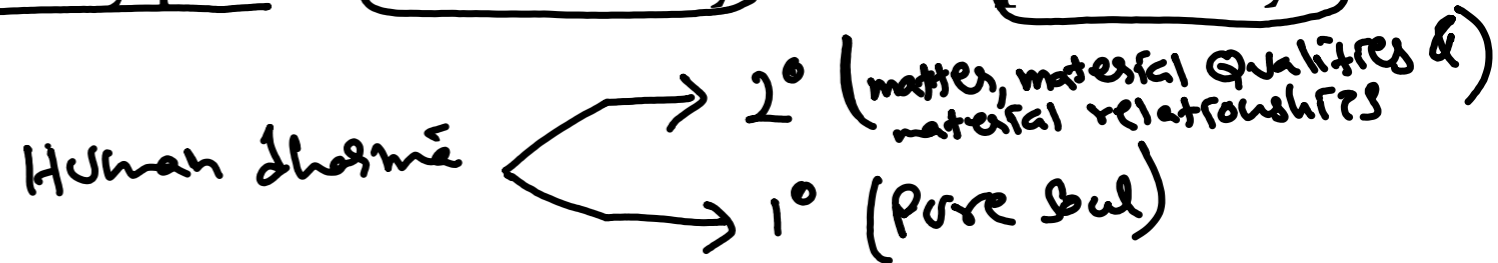 2° (matter, material Qualities &
material relationships)
Human dharma
1° (Pure Soul)